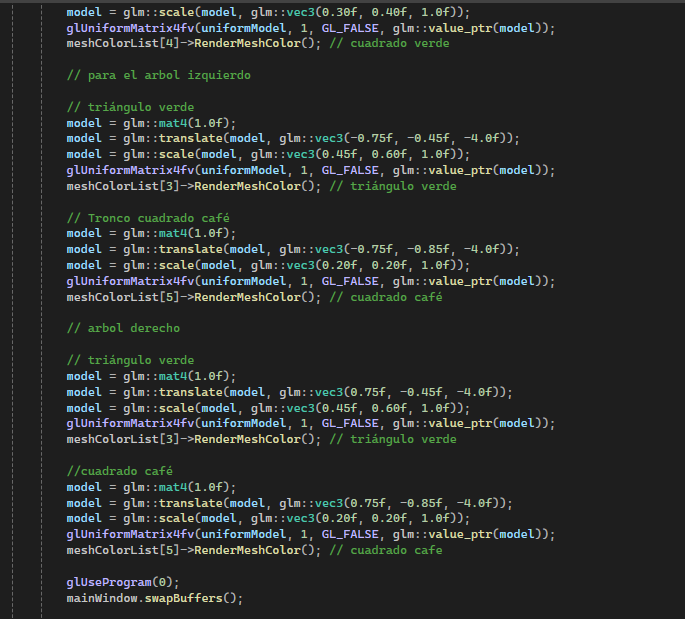 model = glm::scale(model, glm::vec3(0.30f, 0.40f, 1.0f));
glUniformMatrix4fv(uniformModel, 1, GL_FALSE, glm::value_ptr(model));
meshColorList[4]->RenderMeshColor(); // cuadrado verde
// para el arbol izquierdo
// triángulo verde
model = glm::mat4(1.0f);
model = glm::translate(model, glm::vec3(-0.75f, -0.45f, -4.0f));
model = glm::scale(model, glm::vec3(0.45f, 0.60f, 1.0f));
glUniformMatrix4fv(uniformModel, 1, GL_FALSE, glm::value_ptr(model));
meshColorList[3]->RenderMeshColor(); // triángulo verde
// Tronco cuadrado café
model = glm::mat4(1.0f);
model = glm::translate(model, glm::vec3(-0.75f, -0.85f, -4.0f));
model = glm::scale(model, glm::vec3(0.20f, 0.20f, 1.0f));
glUniformMatrix4fv(uniformModel, 1, GL_FALSE, glm::value_ptr(model));
meshColorList[5]->RenderMeshColor(); // cuadrado café
// arbol derecho
// triángulo verde
model = glm::mat4(1.0f);
model = glm::translate(model, glm::vec3(0.75f, -0.45f, -4.0f));
model = glm::scale(model, glm::vec3(0.45f, 0.60f, 1.0f));
glUniformMatrix4fv(uniformModel, 1, GL_FALSE, glm::value_ptr(model));
meshColorList[3]->RenderMeshColor(); // triángulo verde
//cuadrado café
model = glm::mat4(1.0f);
model = glm::translate(model, glm::vec3(0.75f, -0.85f, -4.0f));
model = glm::scale(model, glm::vec3(0.20f, 0.20f, 1.0f));
glUniformMatrix4fv(uniformModel, 1, GL_FALSE, glm::value_ptr(model));
meshColorList[5]->RenderMeshColor(); // cuadrado cafe
glUseProgram(0);
mainWindow.swapBuffers();